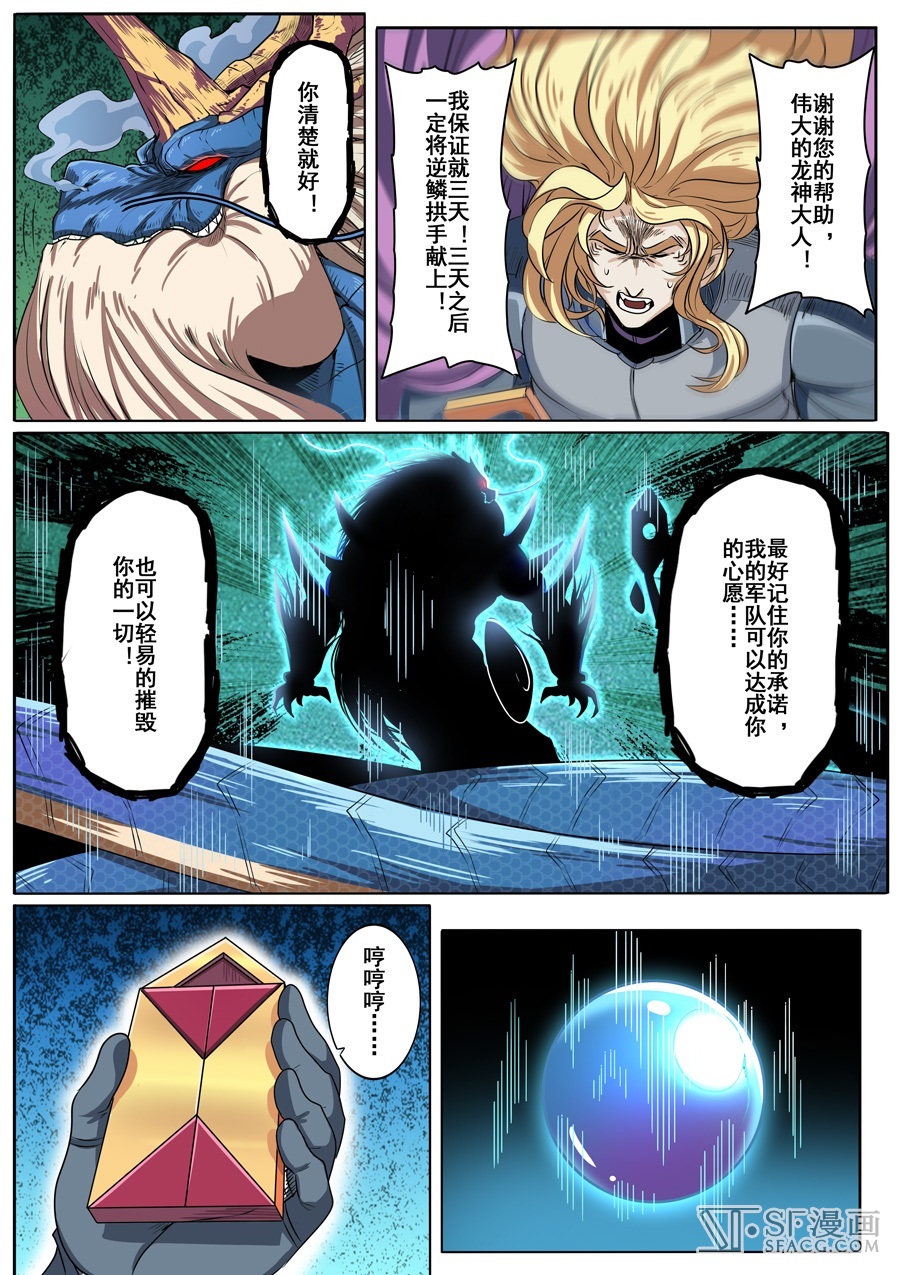 谢谢您的帮助，
伟大的龙神大人！
我保证就三天！三天之后
一定将逆鳞拱手献上！
你清楚就好！
最好记住你的承诺，
我的军队可以达成你
的心愿……
也可以轻易的摧毁
你的一切！
哼哼哼……
SF漫画
SFACG.COM